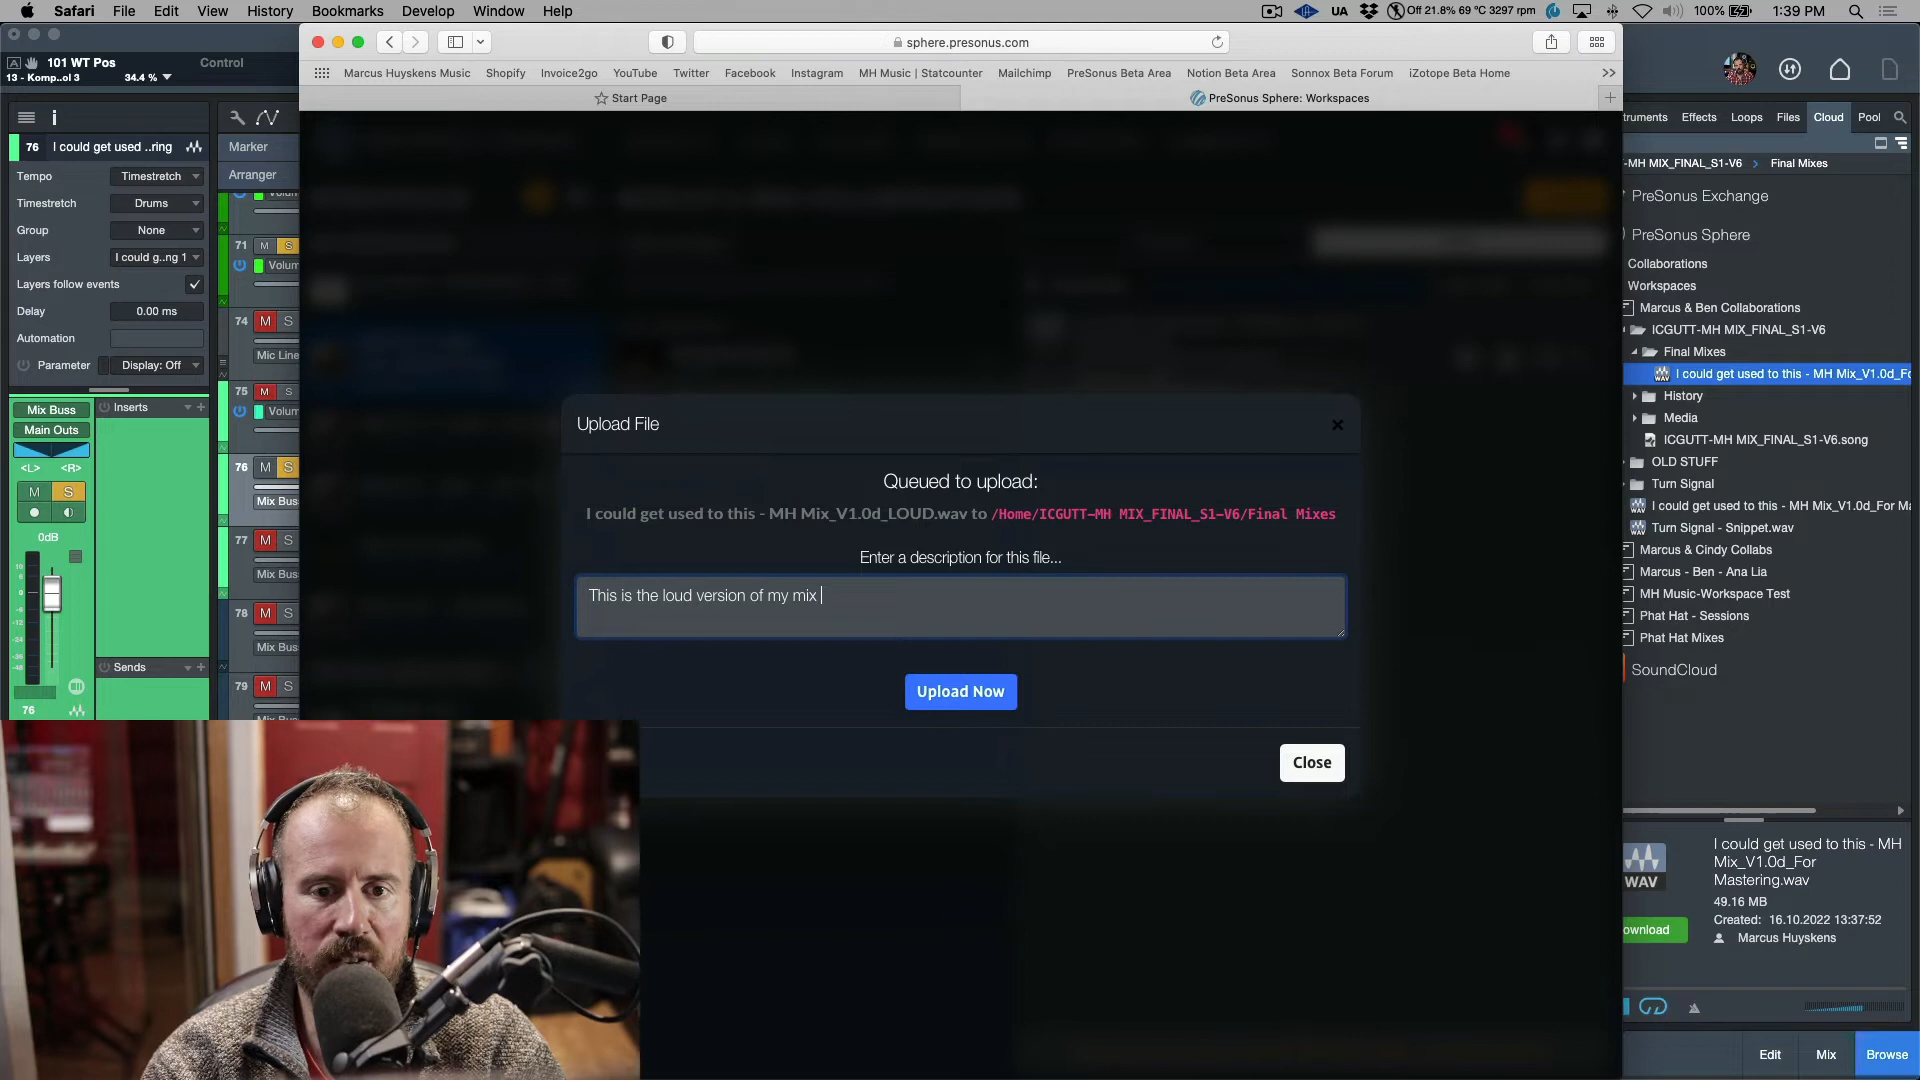 Safari File Edit View History Bookmarks Develop Window Help
UA Off 21.8% 69 °C 3297 rpm 100% 1:39 PM
101 WT Pos Control
13 - Komp...ol 3 34.4 %
sphere.presonus.com
Marcus Huyskens Music Shopify Invoice2go YouTube Twitter Facebook Instagram MH Music | Statcounter Mailchimp PreSonus Beta Area Notion Beta Area Sonnox Beta Forum iZotope Beta Home
Start Page PreSonus Sphere: Workspaces
76 I could get used ..ring
Tempo Timestretch
Timestretch Drums
Group None
Layers I could g..ng 1
Layers follow events
Delay 0.00 ms
Automation
Parameter Display: Off
Mix Buss Inserts
Main Outs
<L> <R>
M S
0dB
Sends
76
Marker
Arranger
71 M S
Volum
74 M S
Mic Line
75 M S
Volum
76 M S
Mix Bus
77 M S
Mix Bus
78 M S
Mix Bus
79 M S
Upload File
Queued to upload:
I could get used to this - MH Mix_V1.0d_LOUD.wav to /Home/ICGUTT-MH MIX_FINAL_S1-V6/Final Mixes
Enter a description for this file...
This is the loud version of my mix
Upload Now
Close
ruments Effects Loops Files Cloud Pool
-MH MIX_FINAL_S1-V6 > Final Mixes
PreSonus Exchange
PreSonus Sphere
Collaborations
Workspaces
Marcus & Ben Collaborations
ICGUTT-MH MIX_FINAL_S1-V6
Final Mixes
I could get used to this - MH Mix_V1.0d_Fo
History
Media
ICGUTT-MH MIX_FINAL_S1-V6.song
OLD STUFF
Turn Signal
I could get used to this - MH Mix_V1.0d_For Ma
Turn Signal - Snippet.wav
Marcus & Cindy Collabs
Marcus - Ben - Ana Lia
MH Music-Workspace Test
Phat Hat - Sessions
Phat Hat Mixes
SoundCloud
WAV
I could get used to this - MH
Mix_V1.0d_For
Mastering.wav
49.16 MB
Created: 16.10.2022 13:37:52
Marcus Huyskens
ownload
Edit Mix Browse